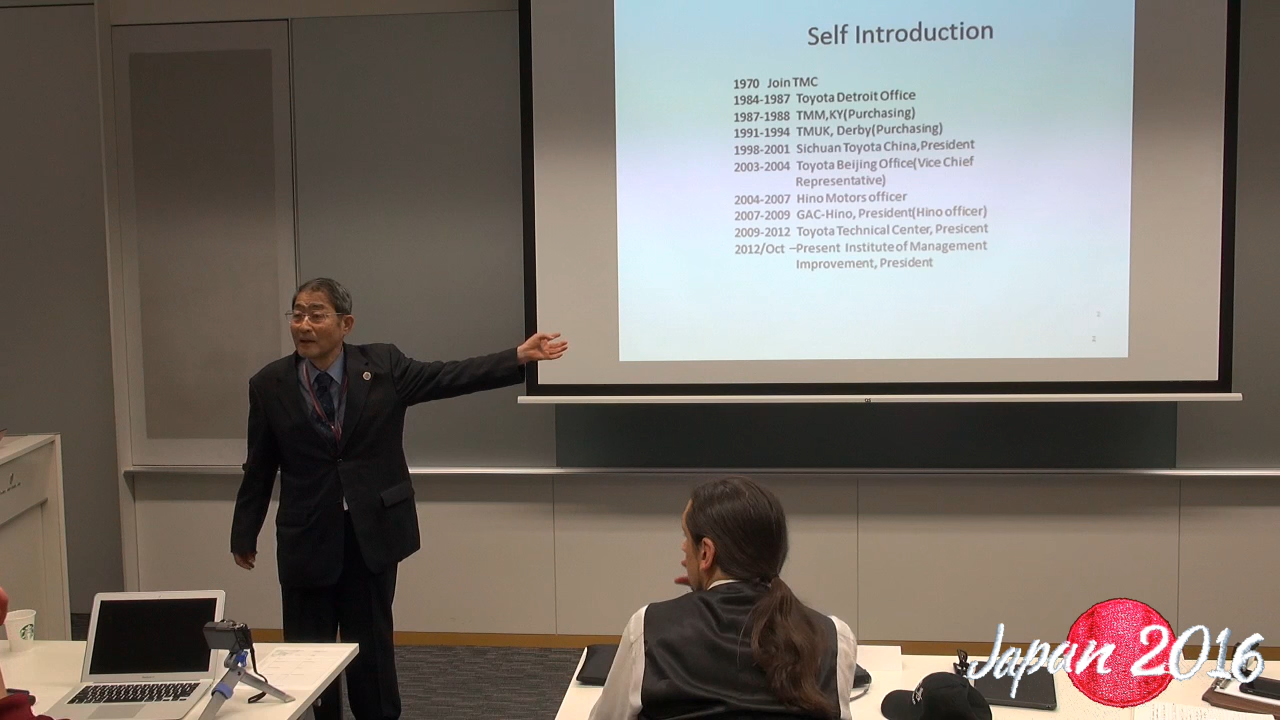 Self Introduction
1970 Join TMC
1984-1987 Toyota Detroit Office
1987-1988 TMM,KY(Purchasing)
1991-1994 TMUK, Derby(Purchasing)
1998-2001 Sichuan Toyota China,President
2003-2004 Toyota Beijing Office(Vice Chief
Representative)
2004-2007 Hino Motors officer
2007-2009 GAC-Hino, President(Hino officer)
2009-2012 Toyota Technical Center, Presicent
2012/Oct –Present Institute of Management
Improvement, President
Japan 2016